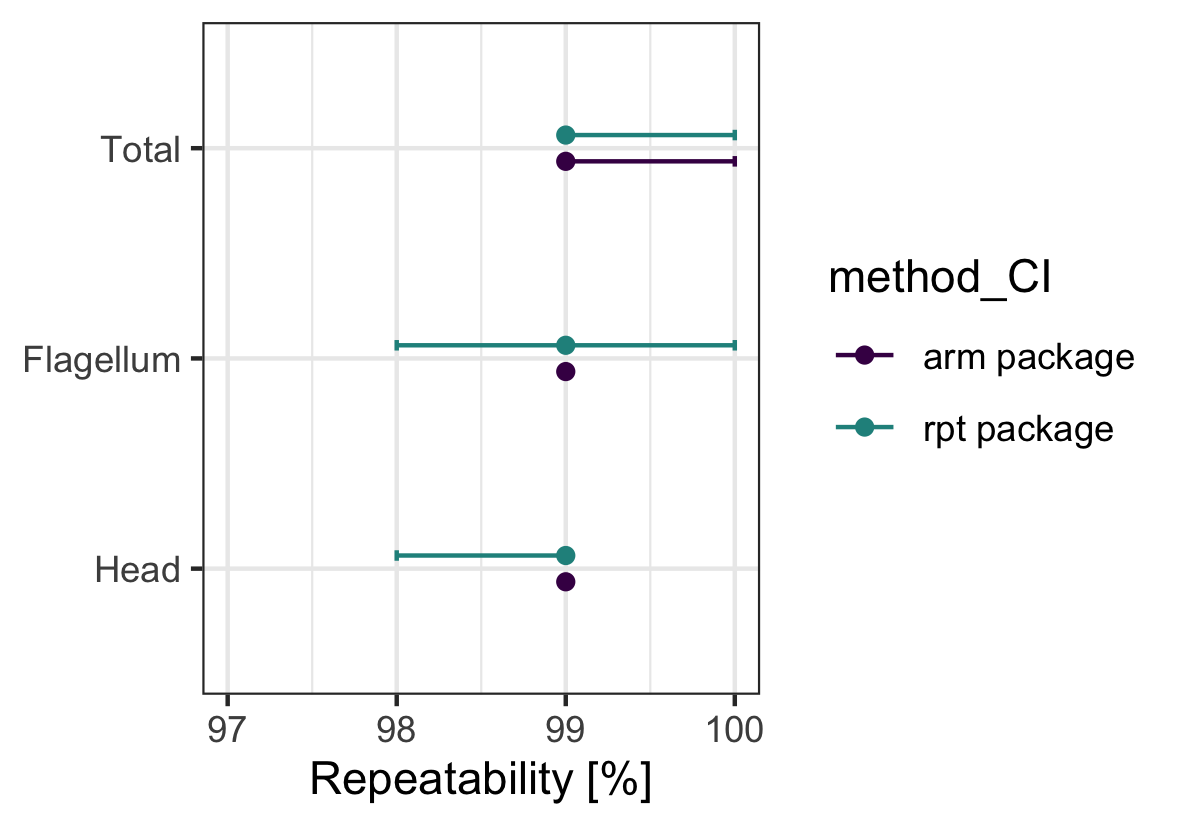 Total
Flagellum
Head
97 98 99 100
Repeatability [%]
method_CI
arm package
rpt package